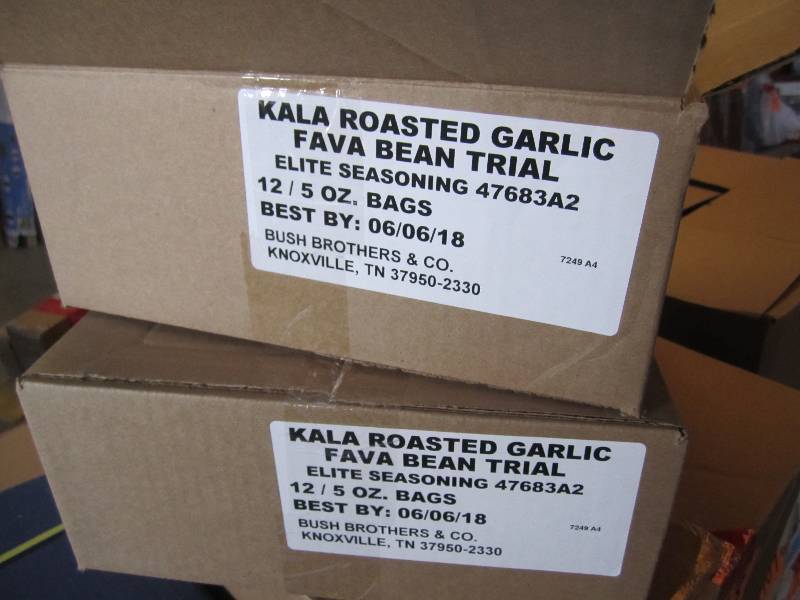 KALA ROASTED GARLIC
FAVA BEAN TRIAL
ELITE SEASONING 47683A2
12 / 5 OZ. BAGS
BEST BY: 06/06/18
BUSH BROTHERS & CO.
KNOXVILLE, TN 37950-2330
7249 A4
KALA ROASTED GARLIC
FAVA BEAN TRIAL
ELITE SEASONING 47683A2
12 / 5 OZ. BAGS
BEST BY: 06/06/18
BUSH BROTHERS & CO.
KNOXVILLE, TN 37950-2330
7249 A4